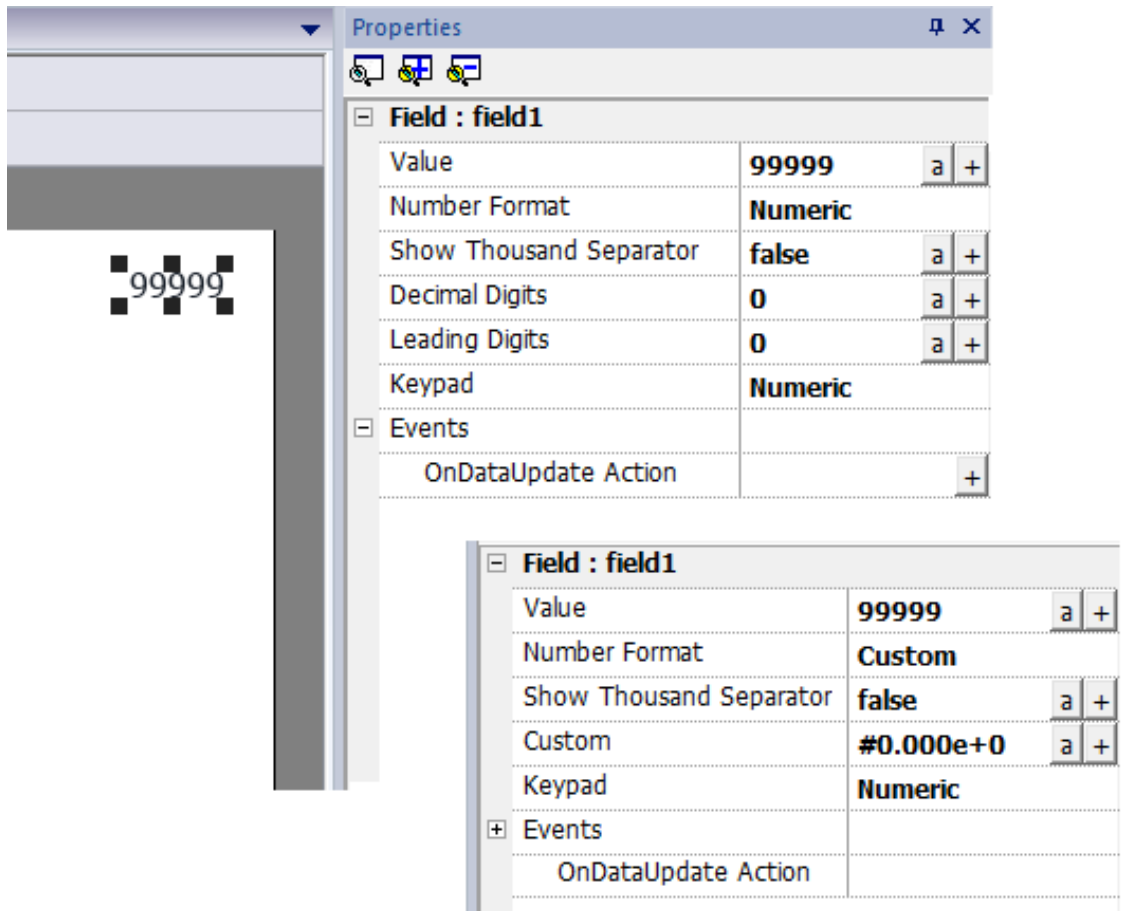 Properties
Field : field1
Value 99999 a +
Number Format Numeric
Show Thousand Separator false a +
99999
Decimal Digits 0 a +
Leading Digits 0 a +
Keypad Numeric
Events
OnDataUpdate Action +
Field : field1
Value 99999 a +
Number Format Custom
Show Thousand Separator false a +
Custom #0.000e+0 a +
Keypad Numeric
Events
OnDataUpdate Action